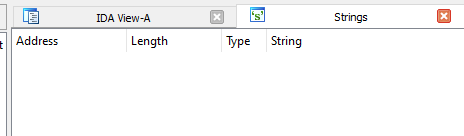 IDA View-A 's' Strings
t Address Length Type String